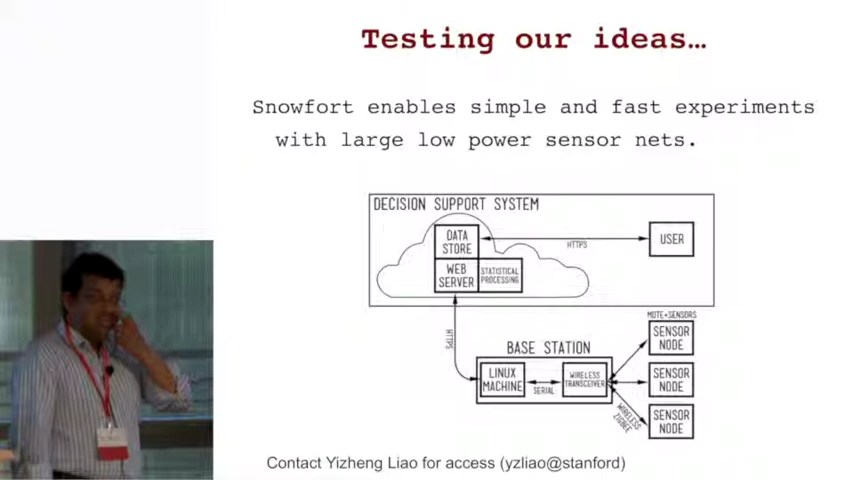 Testing our ideas…
Snowfort enables simple and fast experiments
with large low power sensor nets.
DECISION SUPPORT SYSTEM
DATA
STORE
HTTPS
USER
WEB
SERVER
STATISTICAL
PROCESSING
HTTPS
BASE STATION
LINUX
MACHINE
SERIAL
WIRELESS
TRANSCEIVER
WIRELESS
ZIGBEE
MOTE+SENSORS
SENSOR
NODE
SENSOR
NODE
SENSOR
NODE
Contact Yizheng Liao for access (yzliao@stanford)